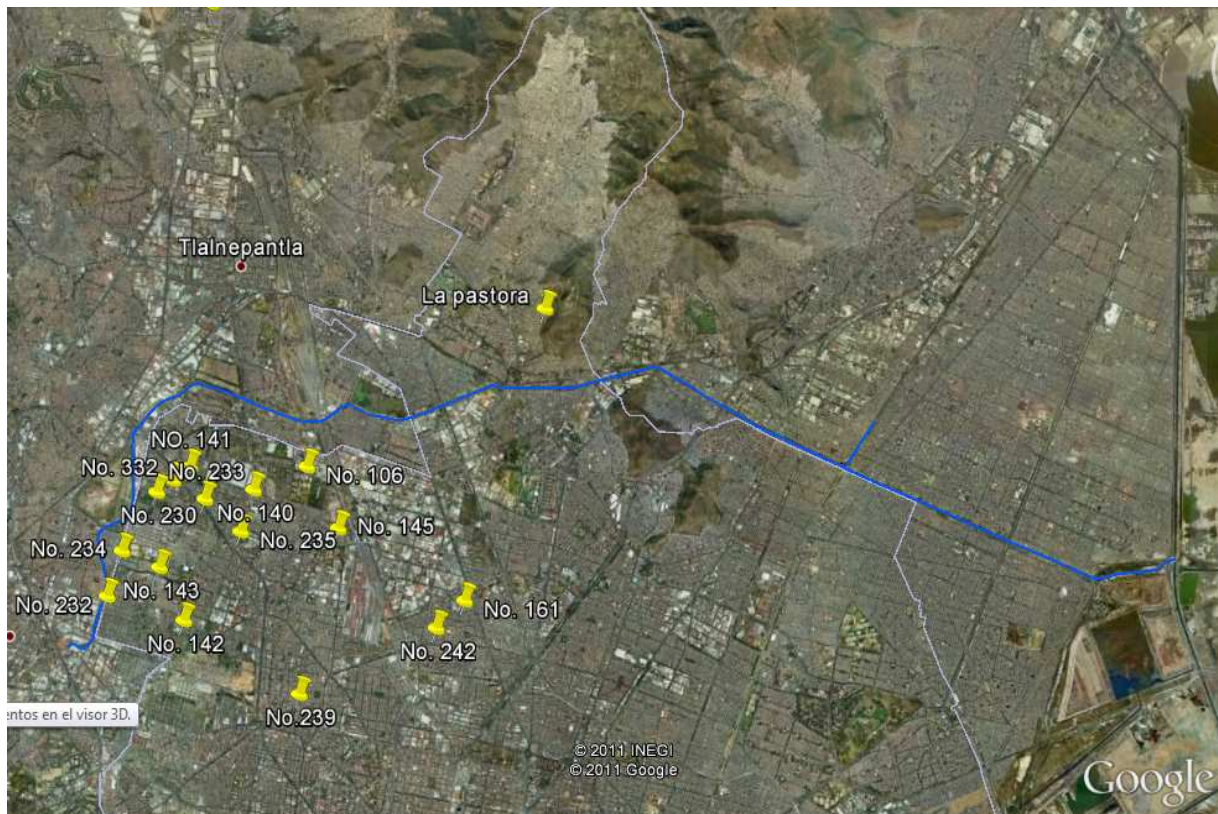 Tlalnepantla
La pastora
NO. 141
No. 332
No. 233
No. 106
No. 230
No. 140
No. 145
No. 235
No. 234
No. 143
No. 232
No. 161
No. 142
No. 242
No.239
entos en el visor 3D.
© 2011 INEGI
© 2011 Google
Google